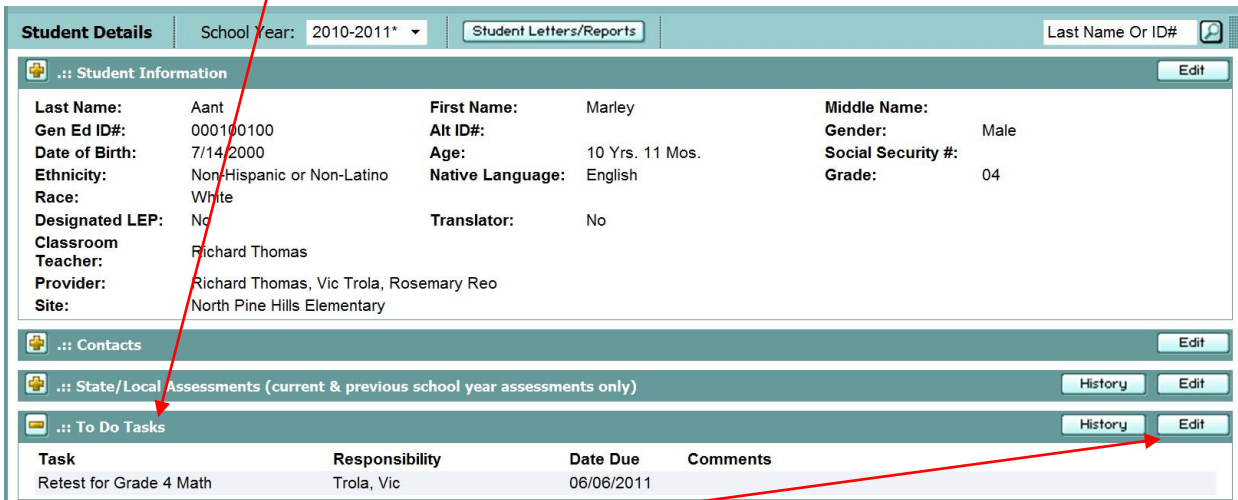 Student Details School Year: 2010-2011* Student Letters/Reports Last Name Or ID#
.:: Student Information Edit
Last Name: Aant First Name: Marley Middle Name:
Gen Ed ID#: 000100100 Alt ID#: Gender: Male
Date of Birth: 7/14/2000 Age: 10 Yrs. 11 Mos. Social Security #:
Ethnicity: Non-Hispanic or Non-Latino Native Language: English Grade: 04
Race: White
Designated LEP: No Translator: No
Classroom
Teacher: Richard Thomas
Provider: Richard Thomas, Vic Trola, Rosemary Reo
Site: North Pine Hills Elementary
.:: Contacts Edit
.:: State/Local Assessments (current & previous school year assessments only) History Edit
.:: To Do Tasks History Edit
Task Responsibility Date Due Comments
Retest for Grade 4 Math Trola, Vic 06/06/2011